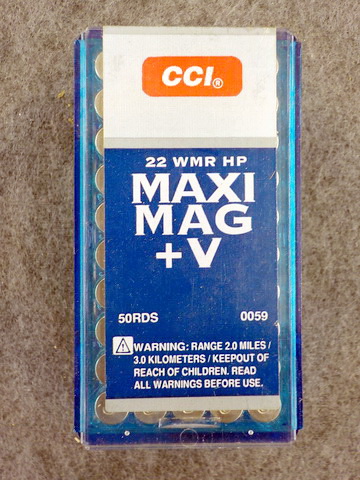 CCI®
22 WMR HP
MAXI
MAG
+V
50RDS 0059
WARNING: RANGE 2.0 MILES /
3.0 KILOMETERS / KEEPOUT OF
REACH OF CHILDREN. READ
ALL WARNINGS BEFORE USE.